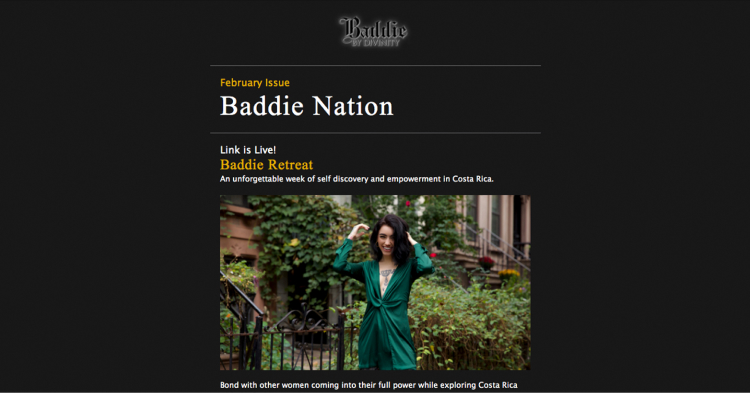 Baddie
BY DIVINITY
February Issue
Baddie Nation
Link is Live!
Baddie Retreat
An unforgettable week of self discovery and empowerment in Costa Rica.
Bond with other women coming into their full power while exploring Costa Rica